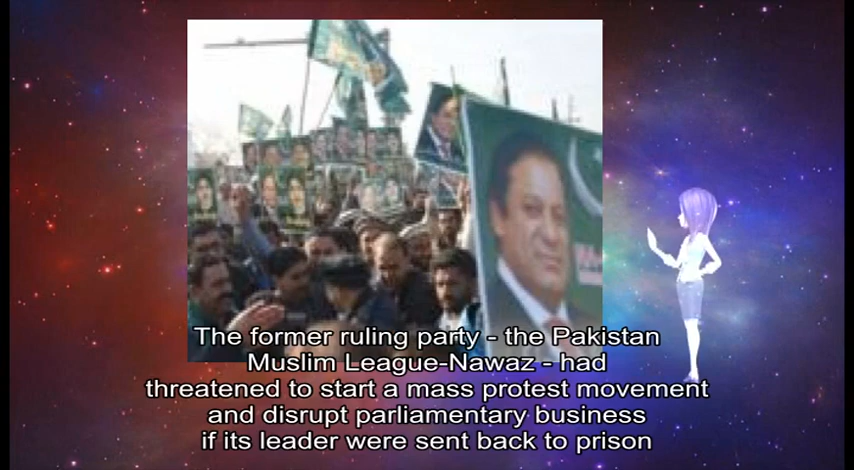 The former ruling party - the Pakistan
Muslim League-Nawaz - had
threatened to start a mass protest movement
and disrupt parliamentary business
if its leader were sent back to prison